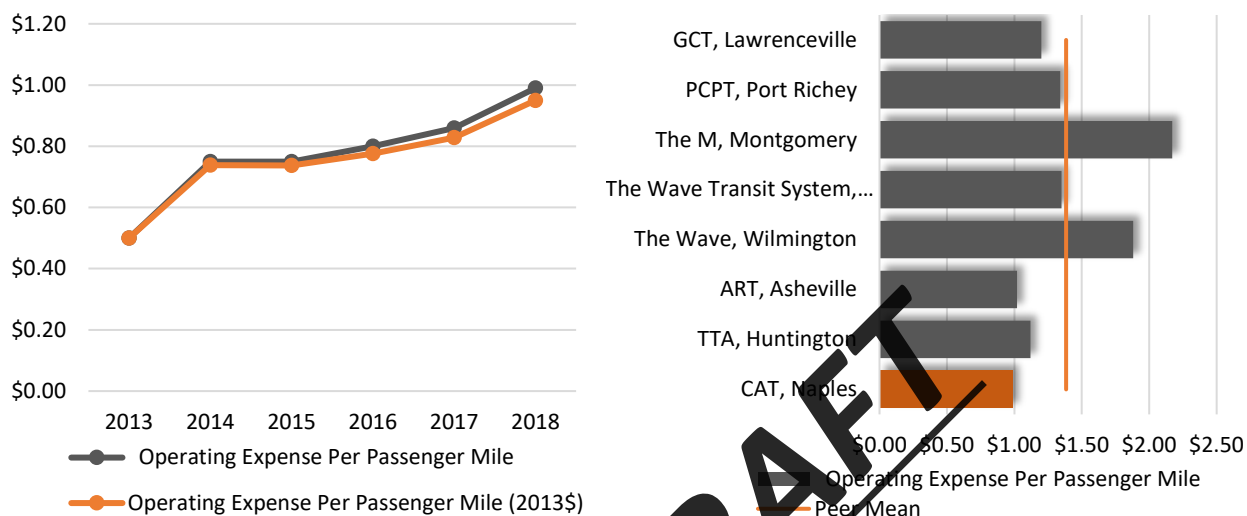 $1.20
$1.00
$0.80
$0.60
$0.40
$0.20
$0.00
2013 2014 2015 2016 2017 2018
Operating Expense Per Passenger Mile
Operating Expense Per Passenger Mile (2013$)
GCT, Lawrenceville
PCPT, Port Richey
The M, Montgomery
The Wave Transit System,...
The Wave, Wilmington
ART, Asheville
TTA, Huntington
CAT, Naples
$0.00 $0.50 $1.00 $1.50 $2.00 $2.50
Operating Expense Per Passenger Mile
Peer Mean
DRAFT